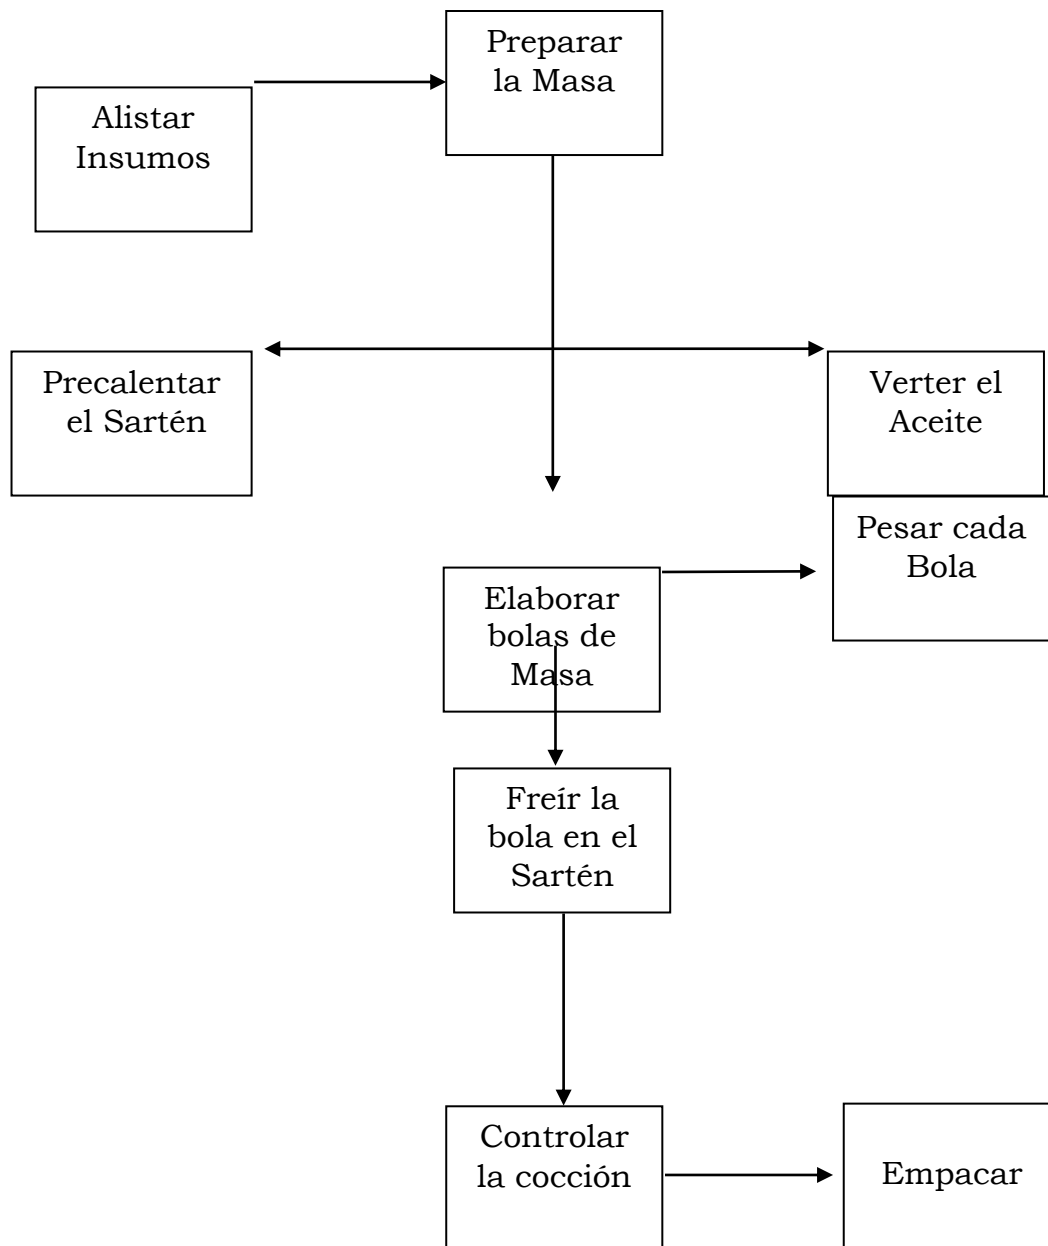 Preparar
la Masa
Alistar
Insumos
Precalentar
el Sartén
Verter el
Aceite
Pesar cada
Bola
Elaborar
bolas de
Masa
Freír la
bola en el
Sartén
Controlar
la cocción
Empacar